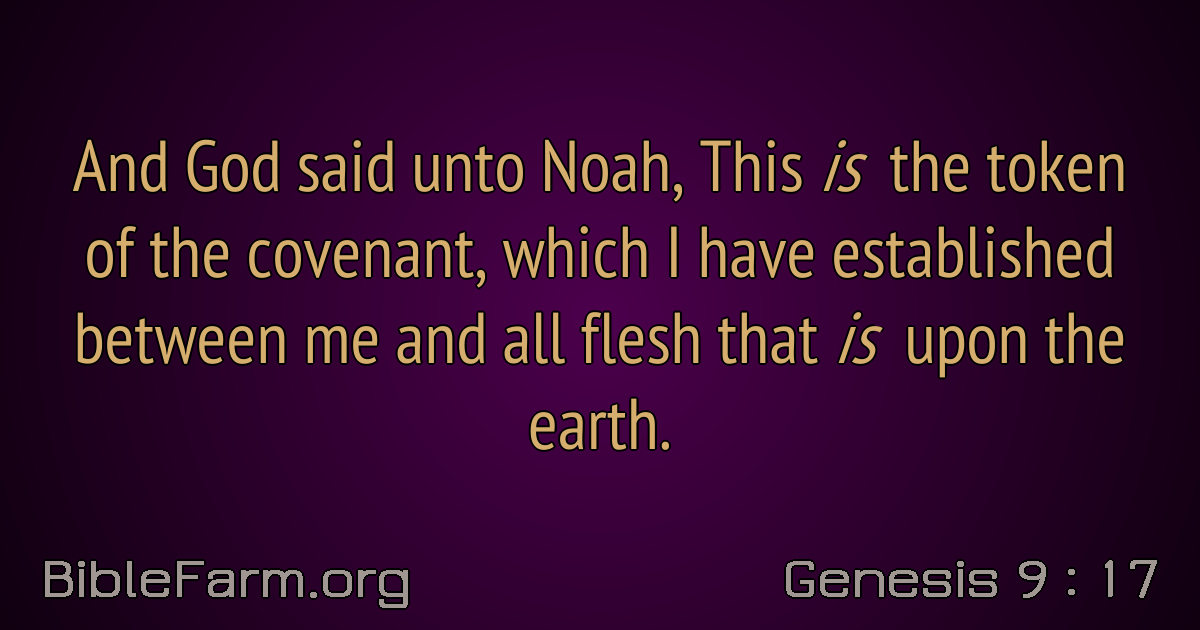 And God said unto Noah, This is the token
of the covenant, which I have established
between me and all flesh that is upon the
earth.
BibleFarm.org
Genesis 9 : 17